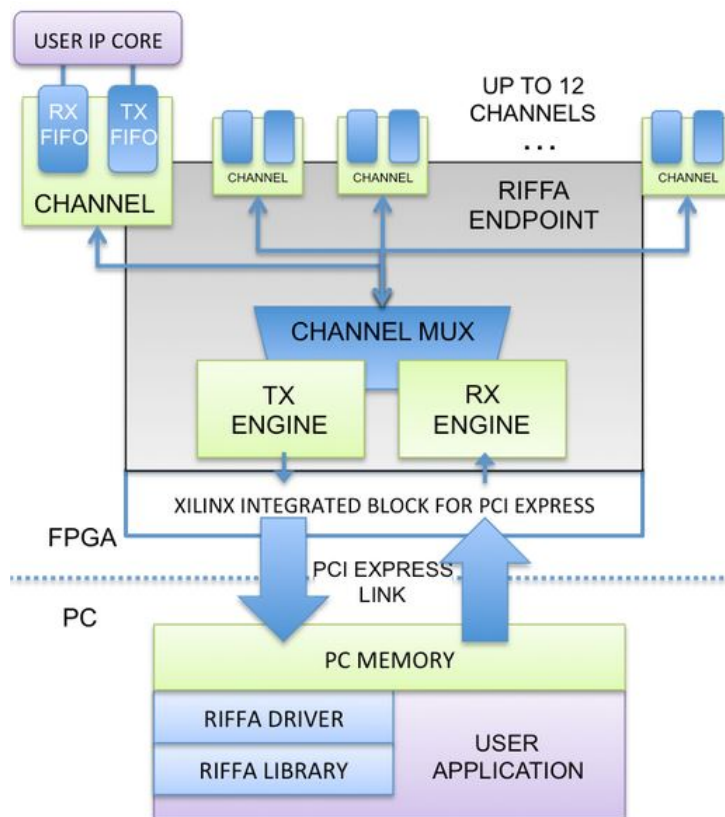 USER IP CORE
RX
FIFO
TX
FIFO
CHANNEL
CHANNEL
CHANNEL
UP TO 12
CHANNELS
...
CHANNEL
RIFFA
ENDPOINT
CHANNEL MUX
TX
ENGINE
RX
ENGINE
XILINX INTEGRATED BLOCK FOR PCI EXPRESS
FPGA
PCI EXPRESS
LINK
PC
PC MEMORY
RIFFA DRIVER
RIFFA LIBRARY
USER
APPLICATION